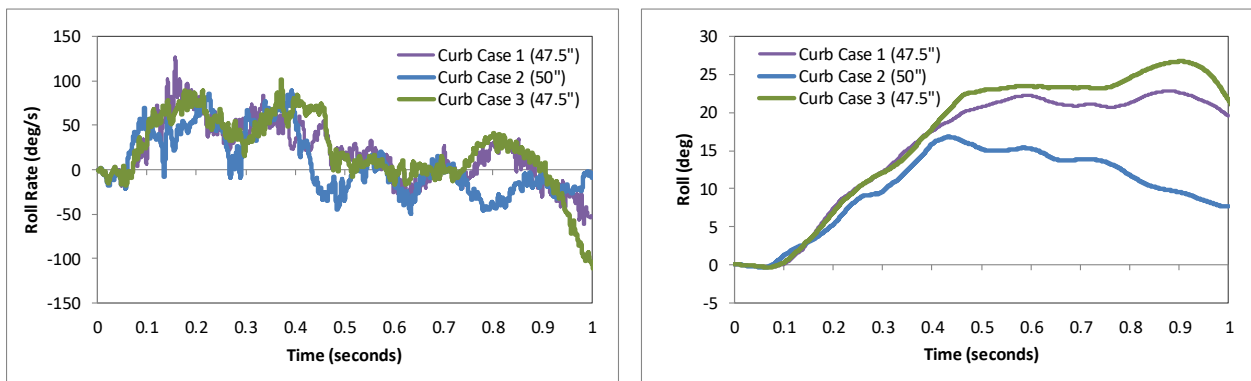 150
100
50
0
-50
-100
-150
Roll Rate (deg/s)
Curb Case 1 (47.5")
Curb Case 2 (50")
Curb Case 3 (47.5")
0 0.1 0.2 0.3 0.4 0.5 0.6 0.7 0.8 0.9 1
Time (seconds)
30
25
20
15
10
5
0
-5
Roll (deg)
Curb Case 1 (47.5")
Curb Case 2 (50")
Curb Case 3 (47.5")
0 0.1 0.2 0.3 0.4 0.5 0.6 0.7 0.8 0.9 1
Time (seconds)